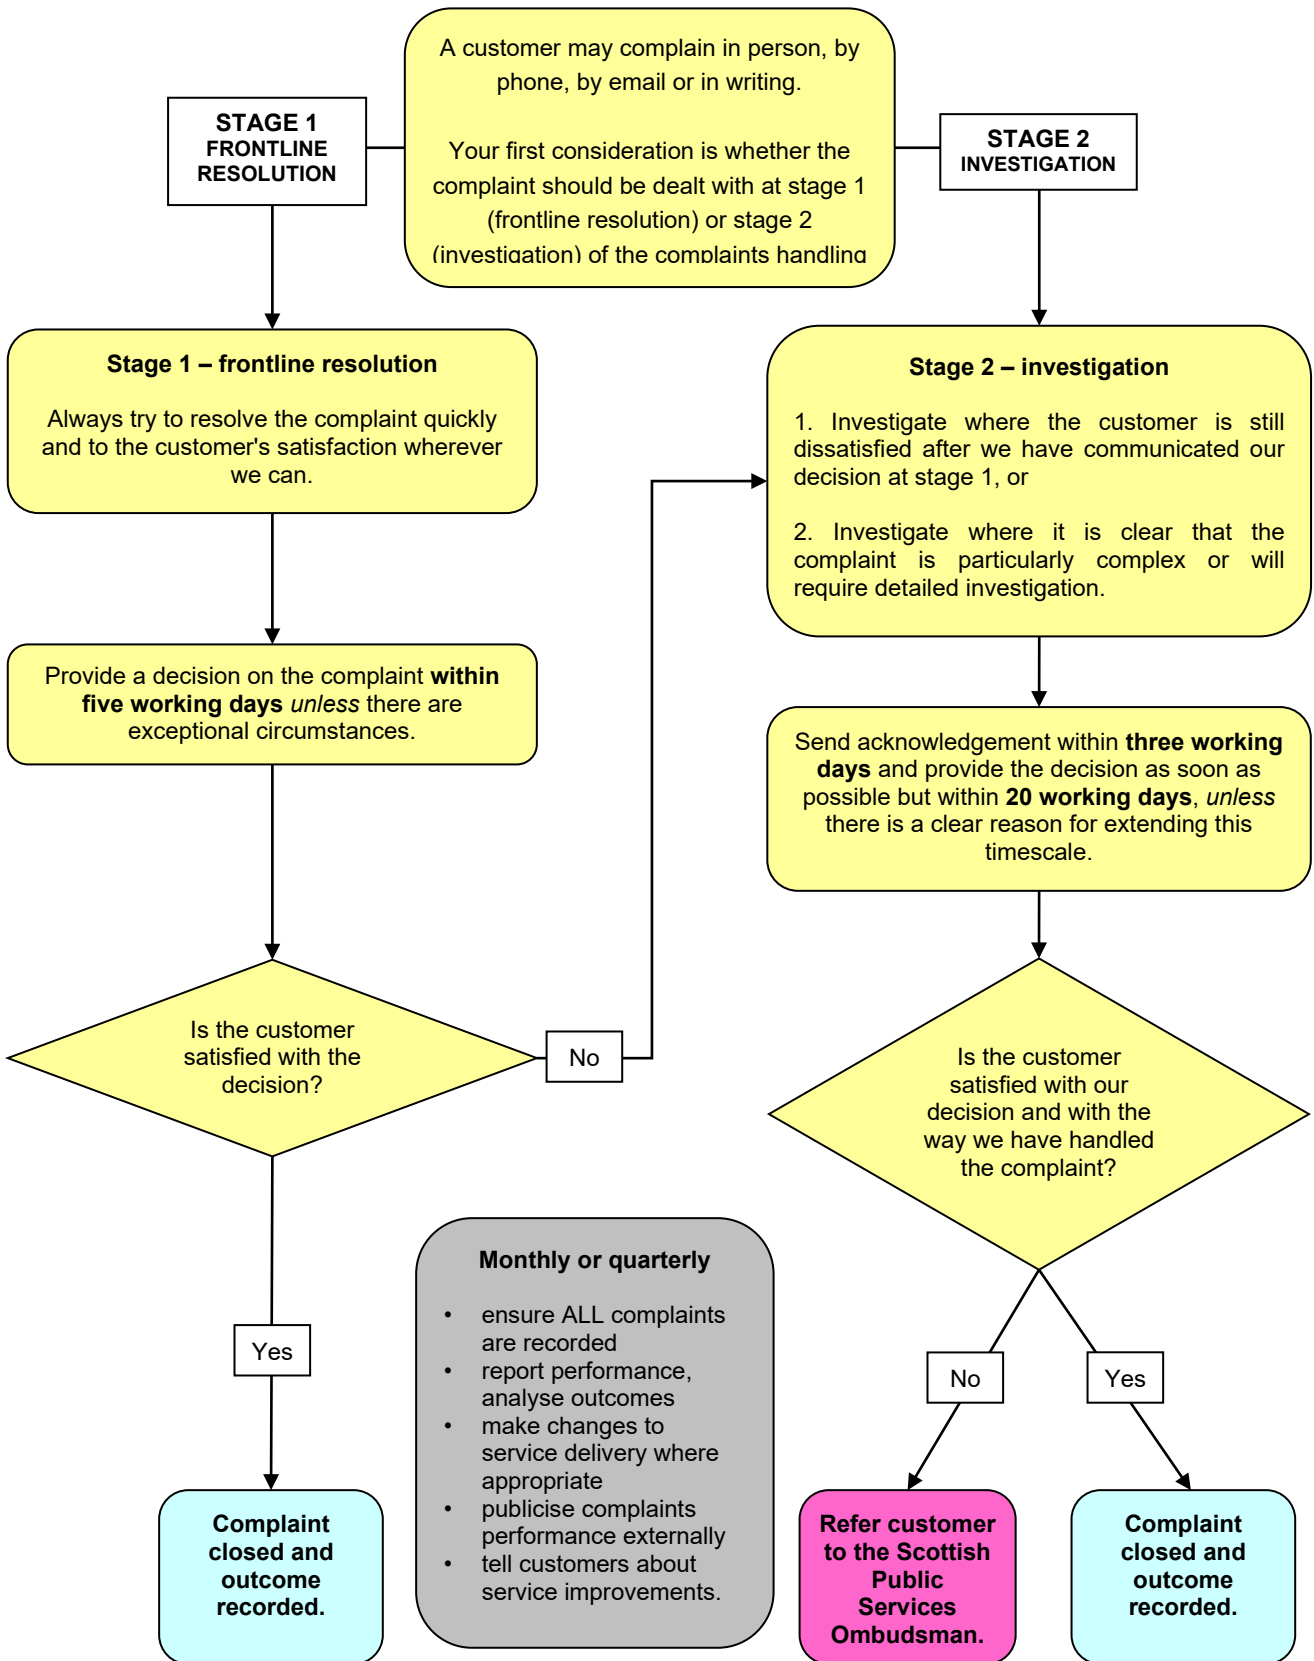 A customer may complain in person, by
phone, by email or in writing.
Your first consideration is whether the
complaint should be dealt with at stage 1
(frontline resolution) or stage 2
(investigation) of the complaints handling
STAGE 1
FRONTLINE
RESOLUTION
STAGE 2
INVESTIGATION
Stage 1 – frontline resolution
Always try to resolve the complaint quickly
and to the customer's satisfaction wherever
we can.
Provide a decision on the complaint within
five working days unless there are
exceptional circumstances.
Is the customer
satisfied with the
decision?
No
Yes
Complaint
closed and
outcome
recorded.
Stage 2 – investigation
1. Investigate where the customer is still
dissatisfied after we have communicated our
decision at stage 1, or
2. Investigate where it is clear that the
complaint is particularly complex or will
require detailed investigation.
Send acknowledgement within three working
days and provide the decision as soon as
possible but within 20 working days, unless
there is a clear reason for extending this
timescale.
Is the customer
satisfied with our
decision and with the
way we have handled
the complaint?
No
Yes
Refer customer
to the Scottish
Public
Services
Ombudsman.
Complaint
closed and
outcome
recorded.
Monthly or quarterly
• ensure ALL complaints
are recorded
• report performance,
analyse outcomes
• make changes to
service delivery where
appropriate
• publicise complaints
performance externally
• tell customers about
service improvements.